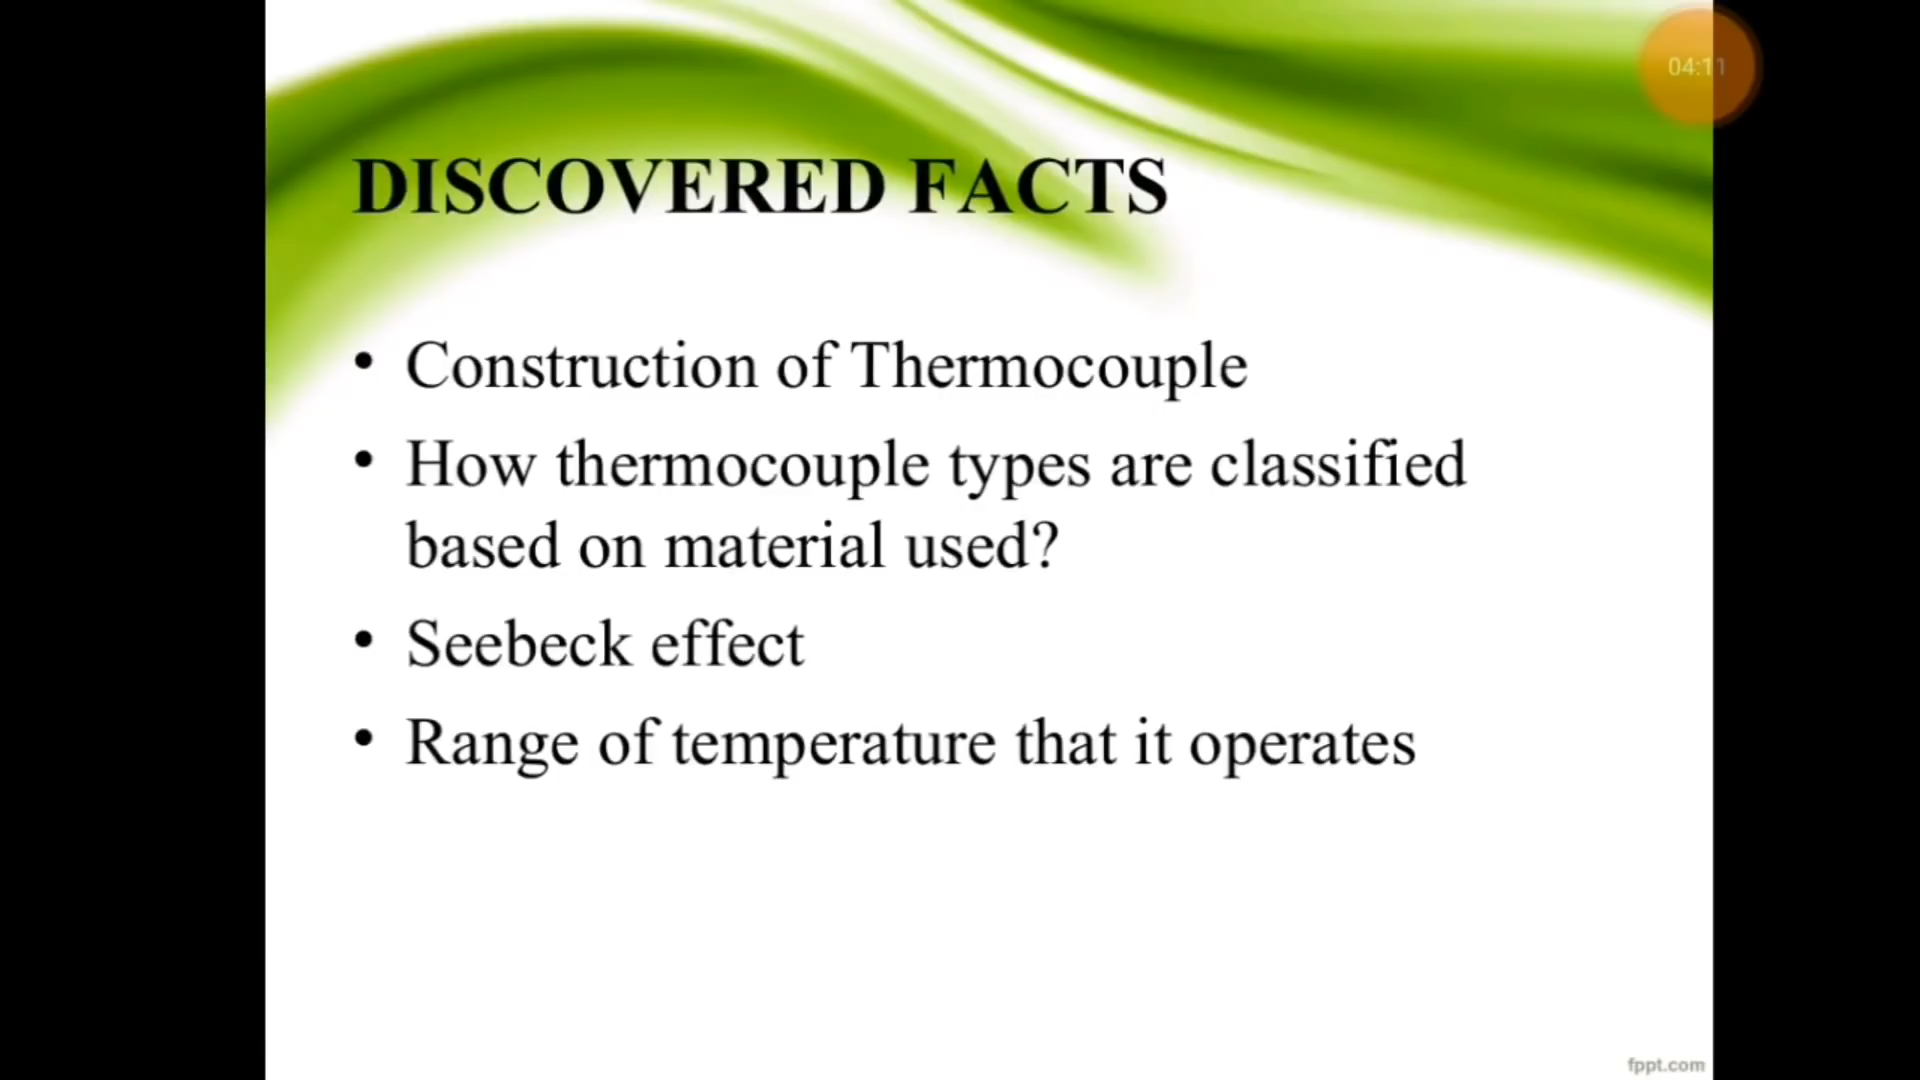 04:11
DISCOVERED FACTS
• Construction of Thermocouple
• How thermocouple types are classified
based on material used?
• Seebeck effect
• Range of temperature that it operates
fppt.com